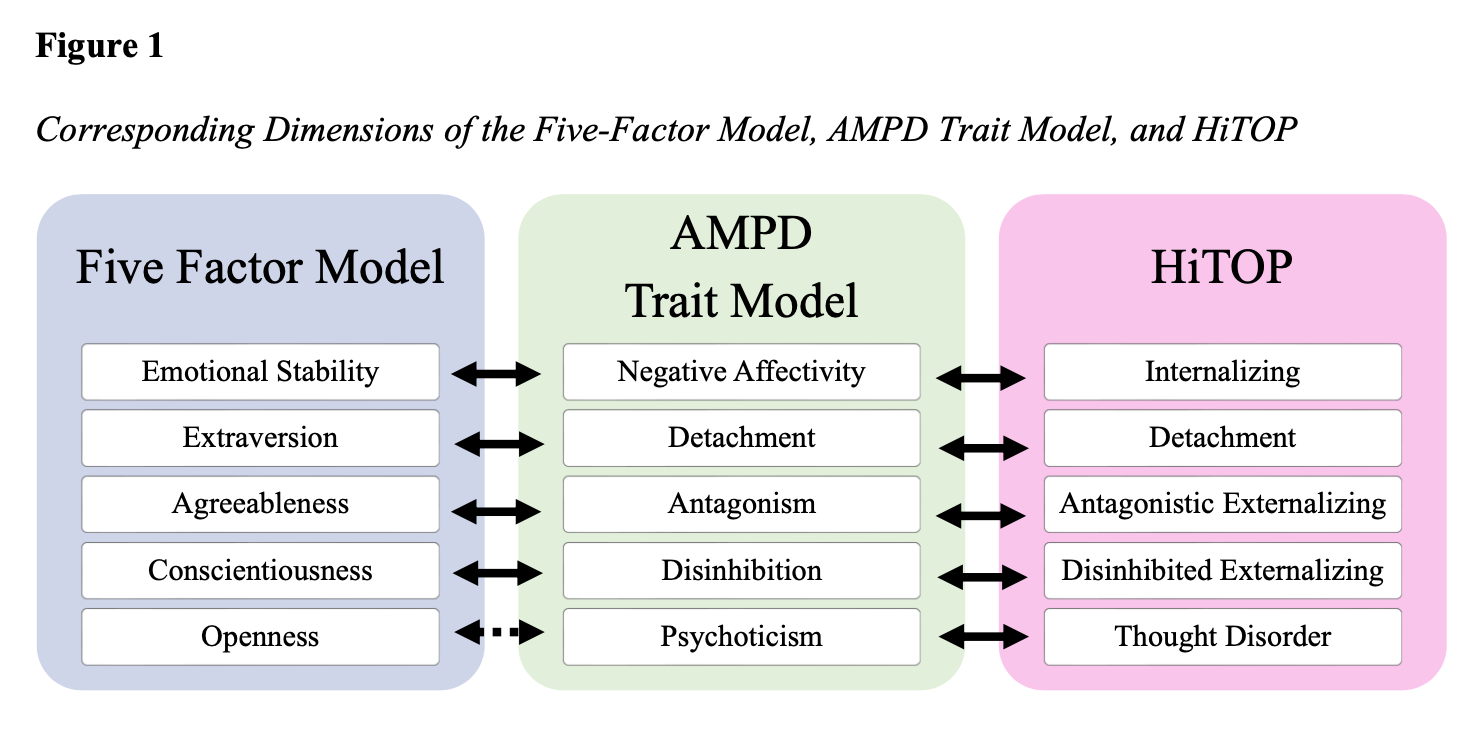 Figure 1
Corresponding Dimensions of the Five-Factor Model, AMPD Trait Model, and HiTOP
Five Factor Model
Emotional Stability
Extraversion
Agreeableness
Conscientiousness
Openness
AMPD
Trait Model
Negative Affectivity
Detachment
Antagonism
Disinhibition
Psychoticism
HiTOP
Internalizing
Detachment
Antagonistic Externalizing
Disinhibited Externalizing
Thought Disorder